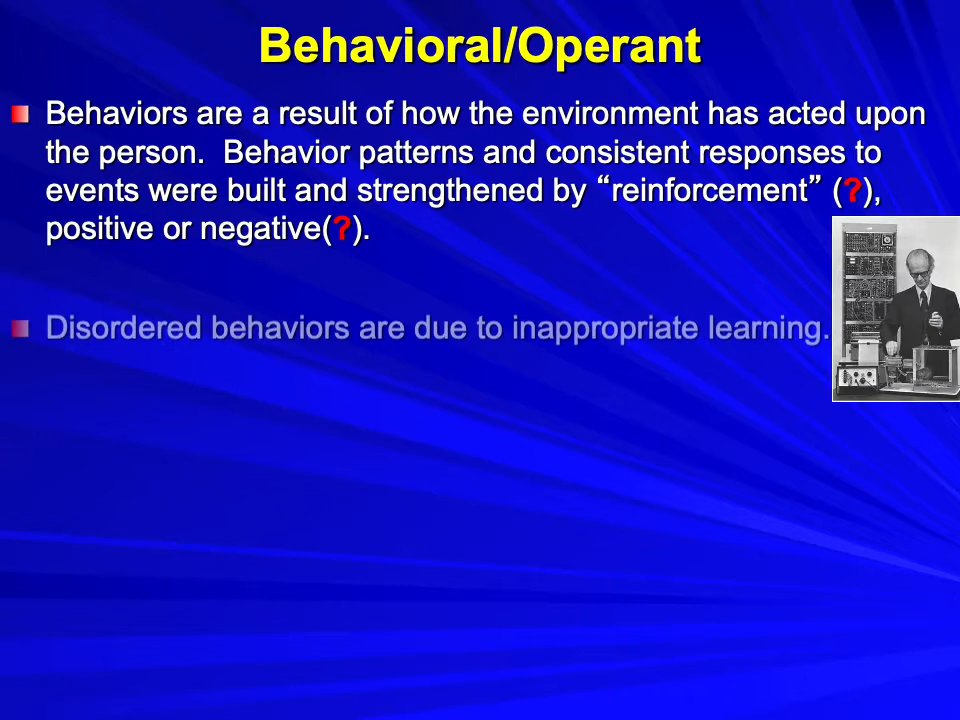 Behavioral/Operant
Behaviors are a result of how the environment has acted upon
the person.  Behavior patterns and consistent responses to
events were built and strengthened by “reinforcement” (?),
positive or negative(?).
Disordered behaviors are due to inappropriate learning.